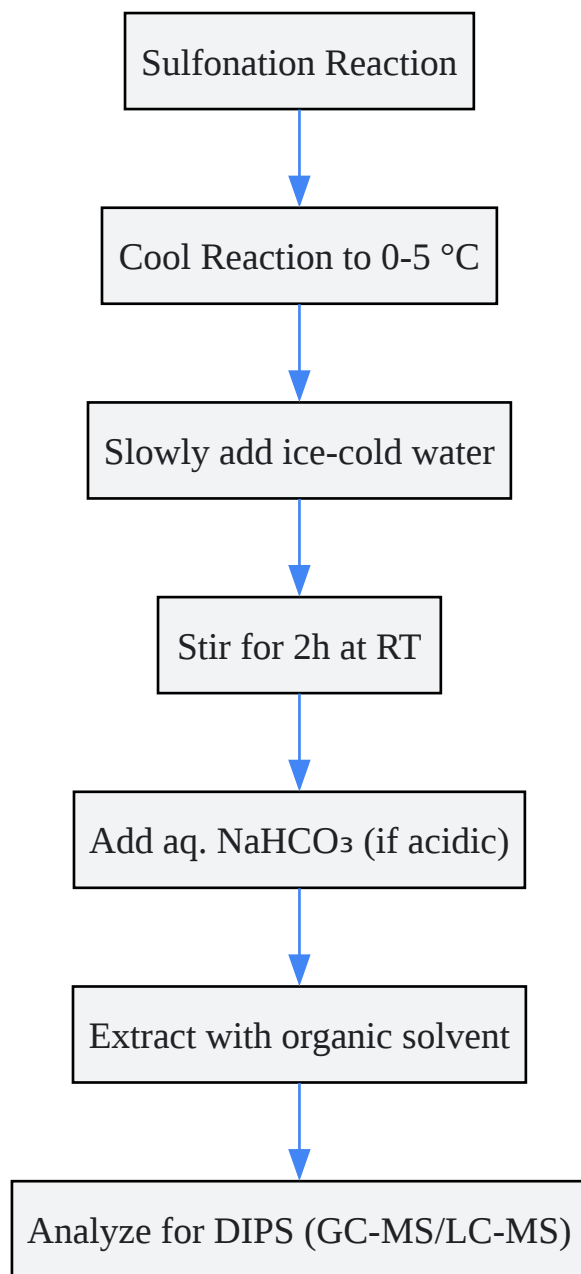 Sulfonation Reaction
Cool Reaction to 0-5 °C
Slowly add ice-cold water
Stir for 2h at RT
Add aq. NaHCO₃ (if acidic)
Extract with organic solvent
Analyze for DIPS (GC-MS/LC-MS)